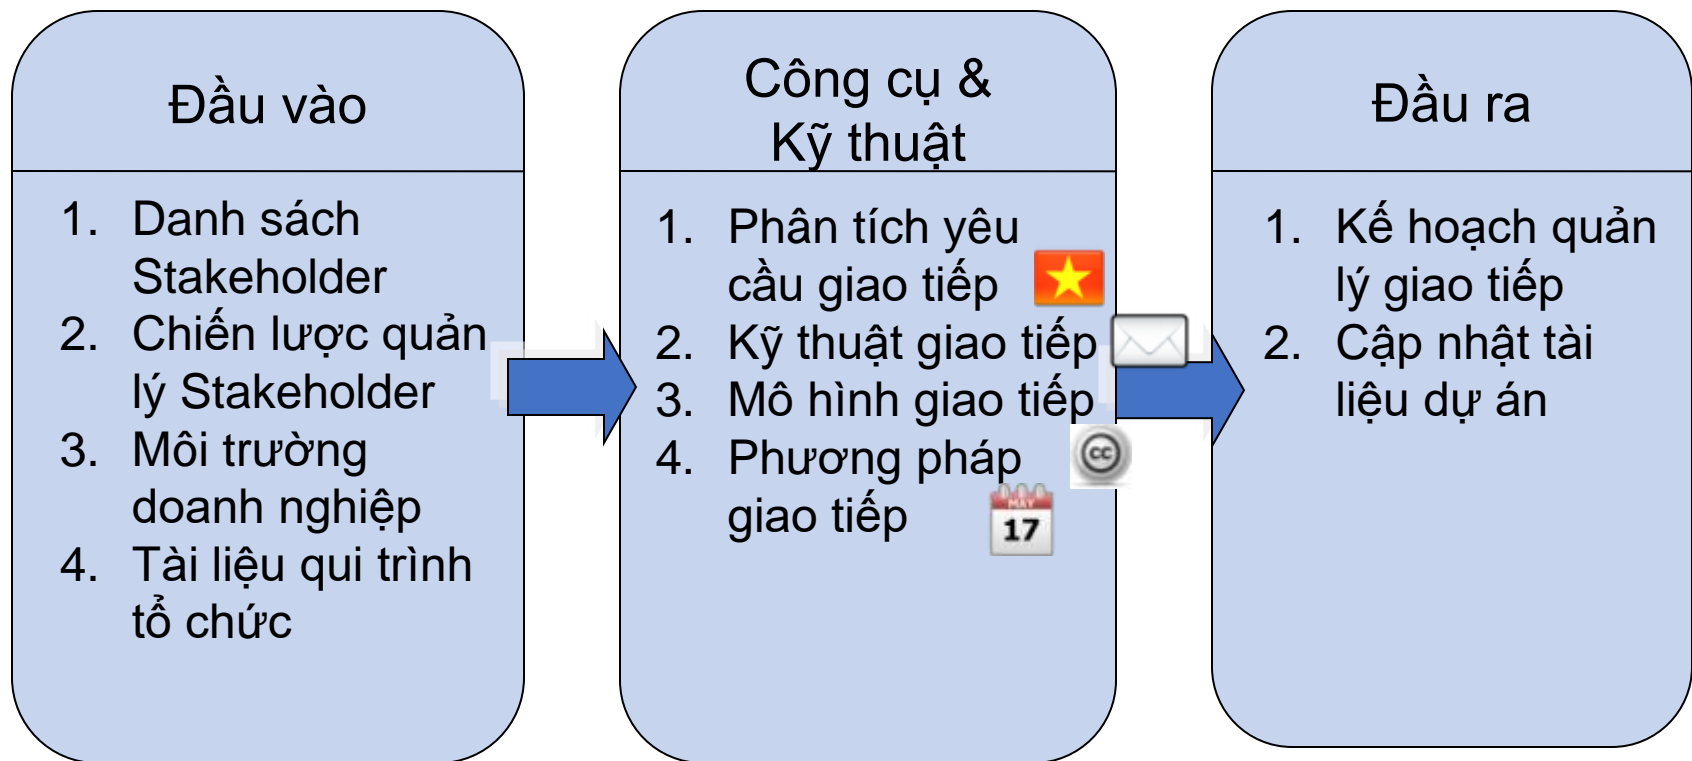 Đầu vào
1. Danh sách
Stakeholder
2. Chiến lược quản
lý Stakeholder
3. Môi trường
doanh nghiệp
4. Tài liệu qui trình
tổ chức
Công cụ &
Kỹ thuật
1. Phân tích yêu
cầu giao tiếp
2. Kỹ thuật giao tiếp
3. Mô hình giao tiếp
4. Phương pháp
giao tiếp
cc
MAY
17
Đầu ra
1. Kế hoạch quản
lý giao tiếp
2. Cập nhật tài
liệu dự án